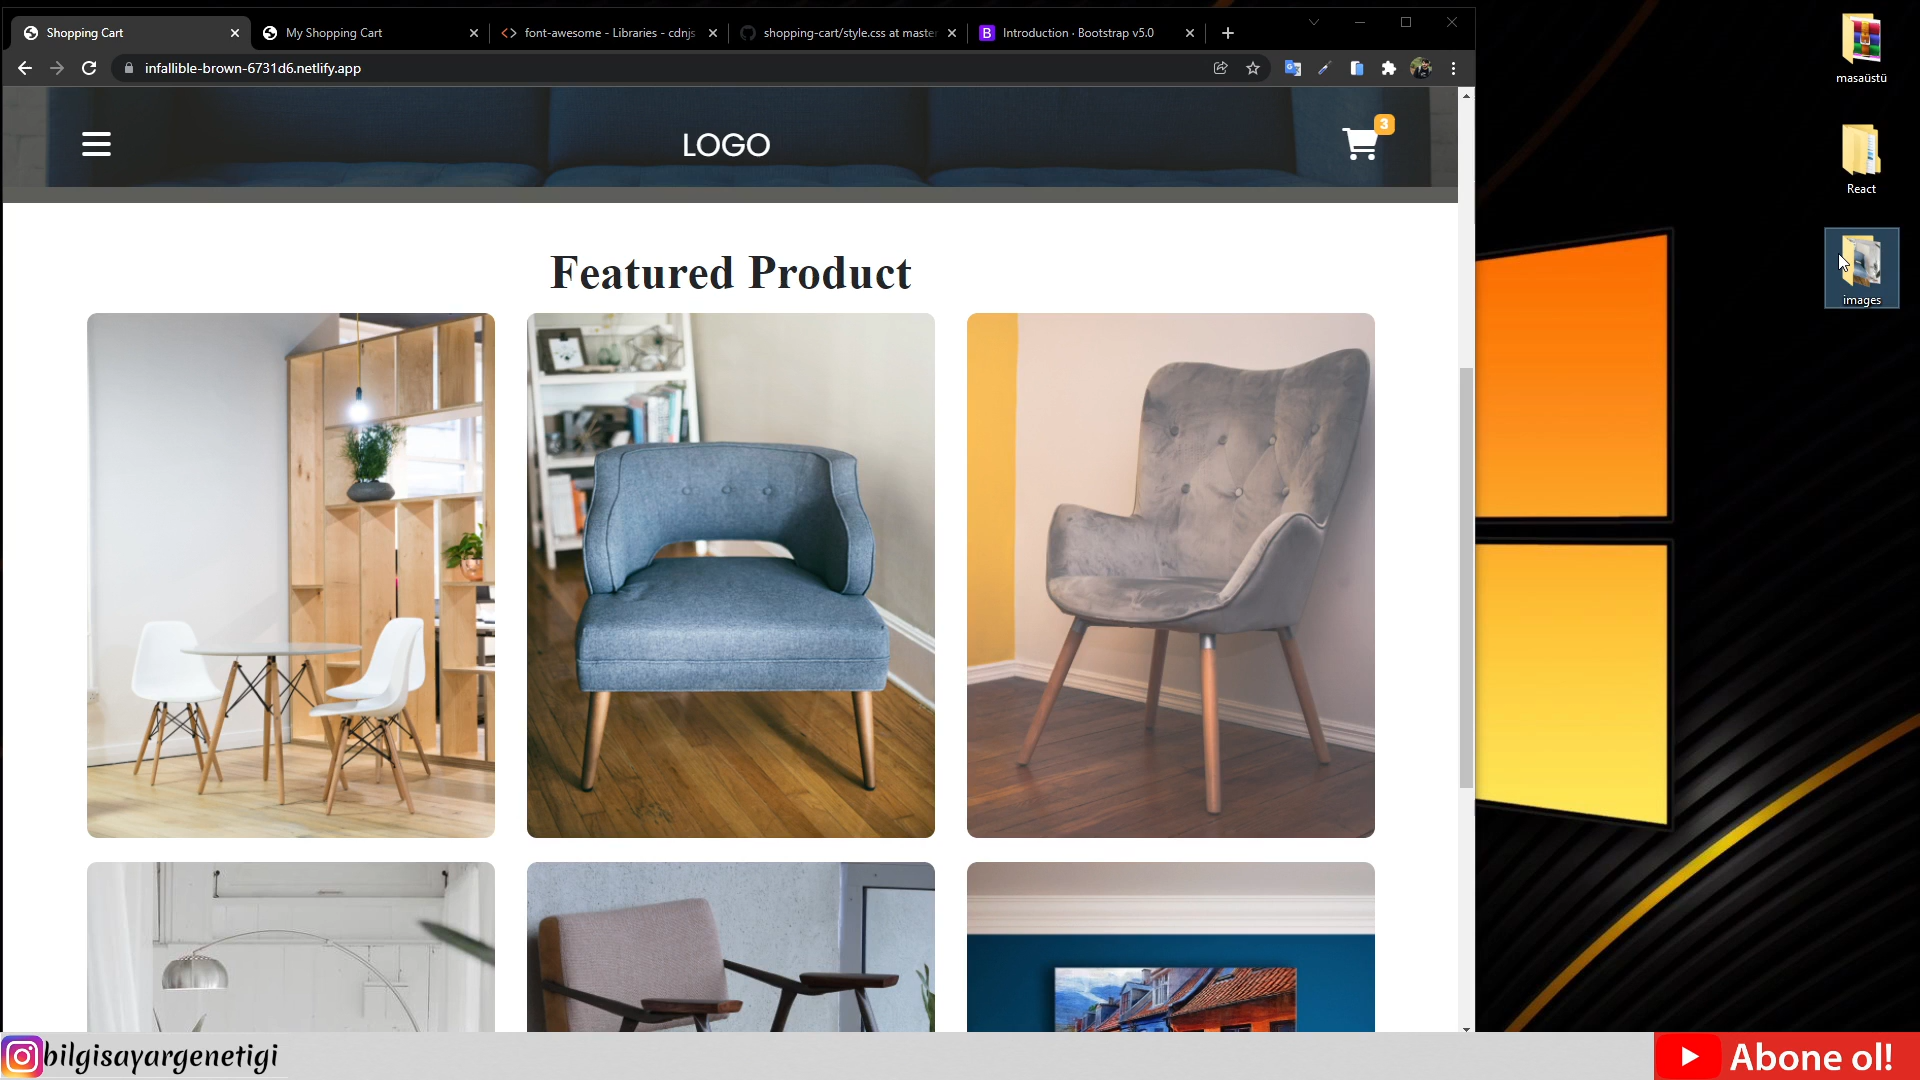 Shopping Cart
My Shopping Cart
font-awesome - Libraries - cdnjs
shopping-cart/style.css at master
Introduction · Bootstrap v5.0
infallible-brown-6731d6.netlify.app
LOGO
3
Featured Product
masaüstü
React
images
bilgisayargenetigi
Abone ol!